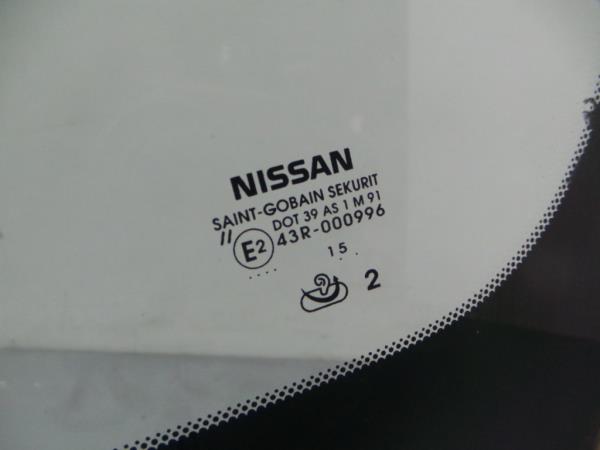 NISSAN
SAINT-GOBAIN SEKURIT
DOT 39 AS 1 M 91
// E2 43R-000996
15
2